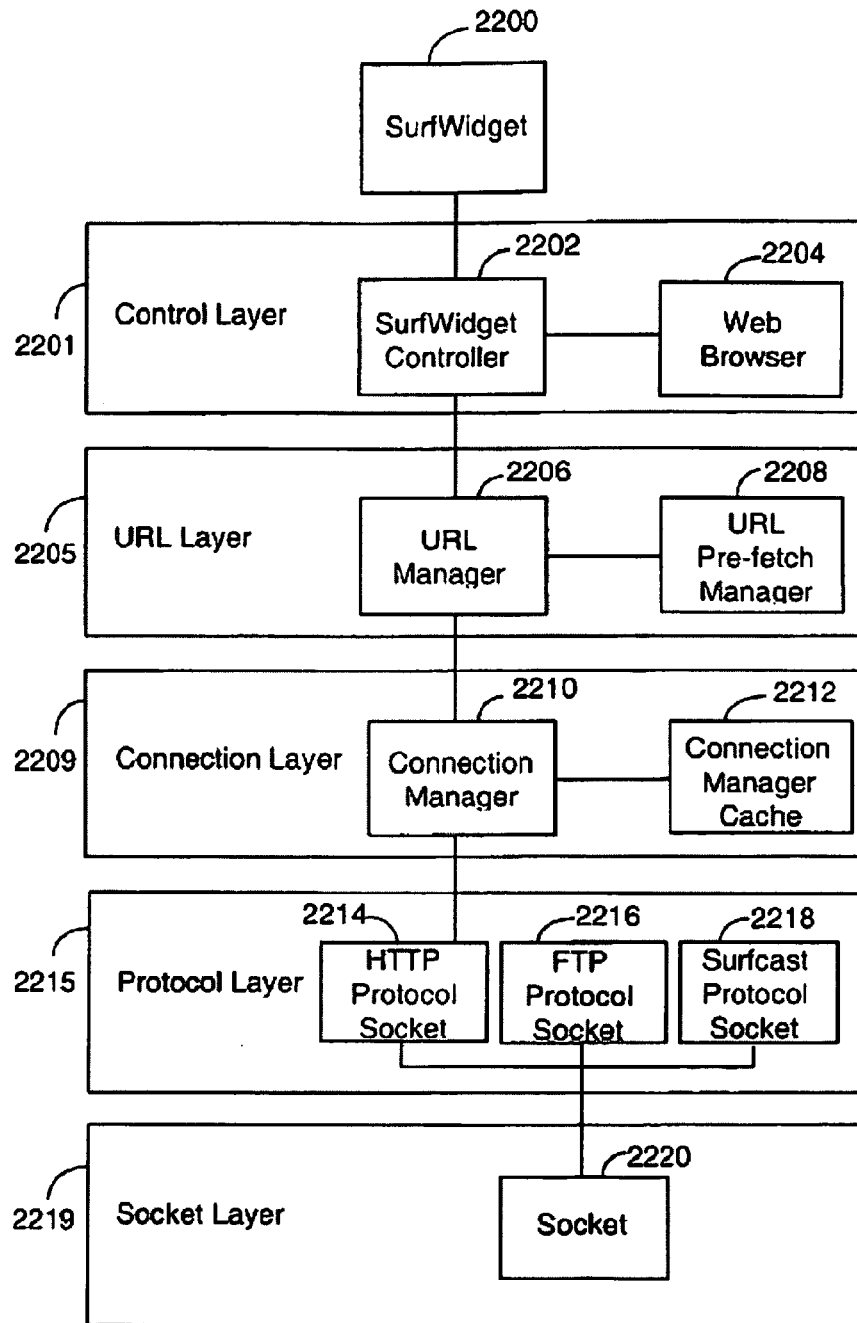 2200
SurfWidget
2202
2204
Control Layer
SurfWidget
Controller
Web
Browser
2201
2206
2208
URL Layer
URL
Manager
URL
Pre-fetch
Manager
2205
2210
2212
Connection Layer
Connection
Manager
Connection
Manager
Cache
2209
2214
2216
2218
Protocol Layer
HTTP
Protocol
Socket
FTP
Protocol
Socket
Surfcast
Protocol
Socket
2215
2220
Socket Layer
Socket
2219